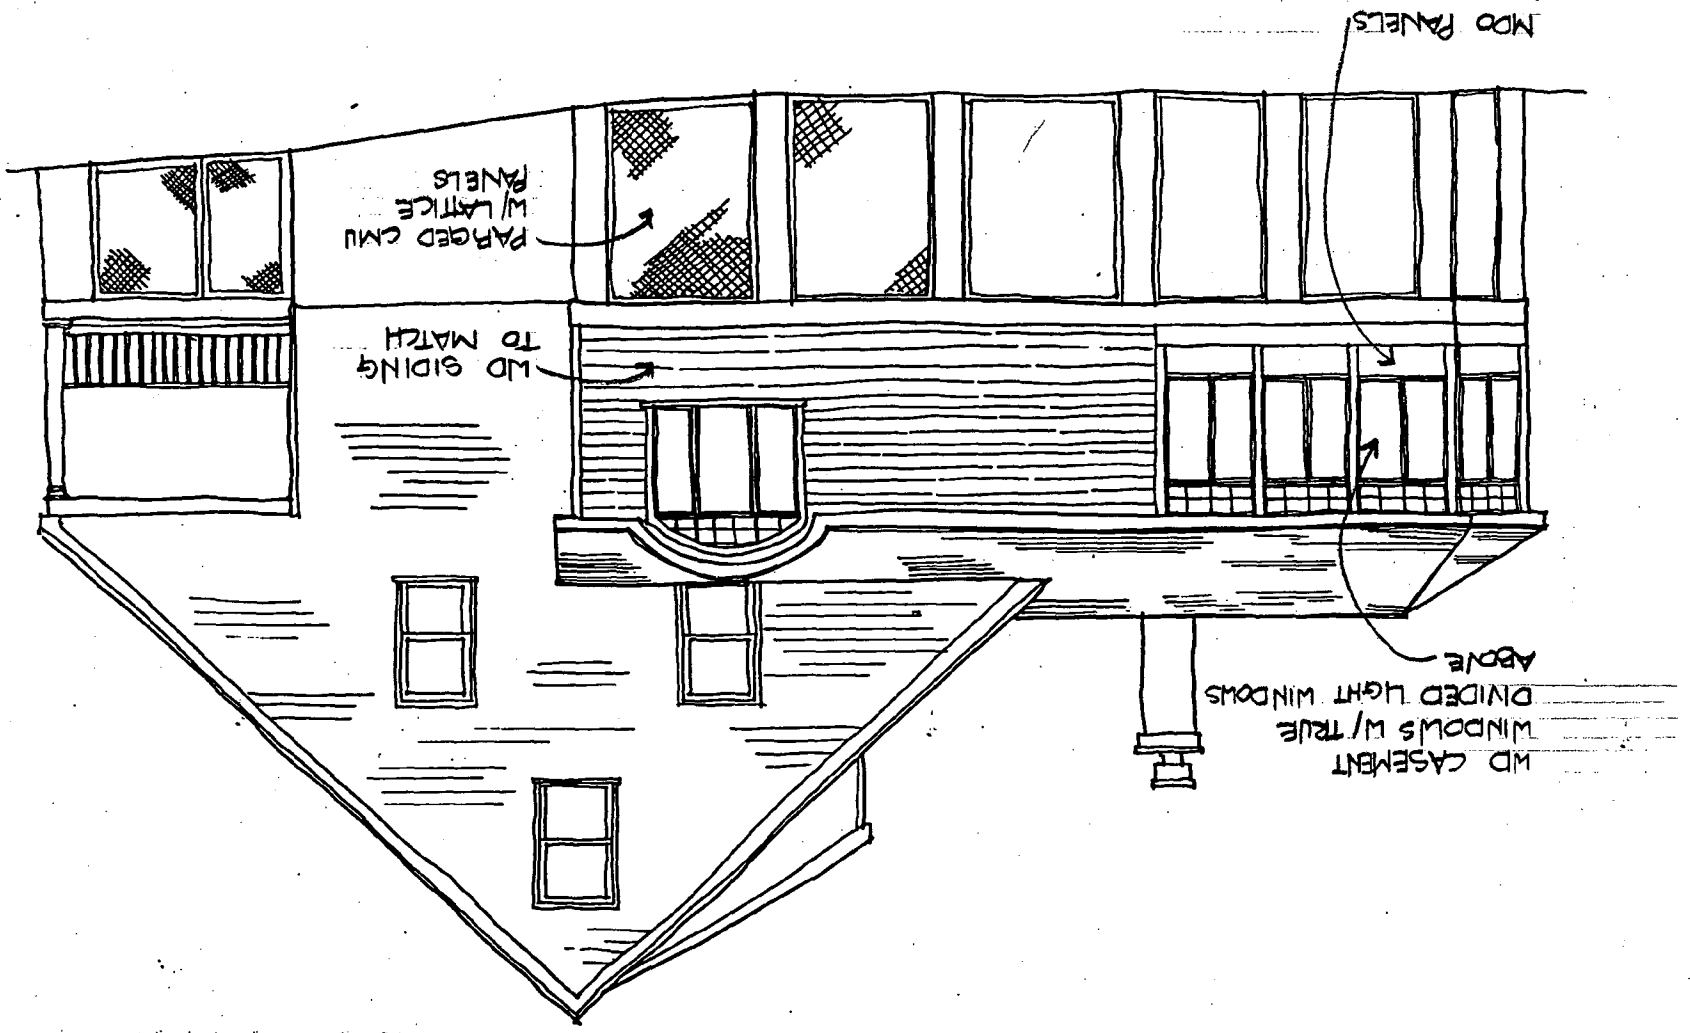 WD CASEMENT
WINDOWS W/ TRUE
DIVIDED LIGHT WINDOWS
ABOVE
WD SIDING
TO MATCH
PARGED CMU
W/ LATTICE
PANELS
MDO PANELS